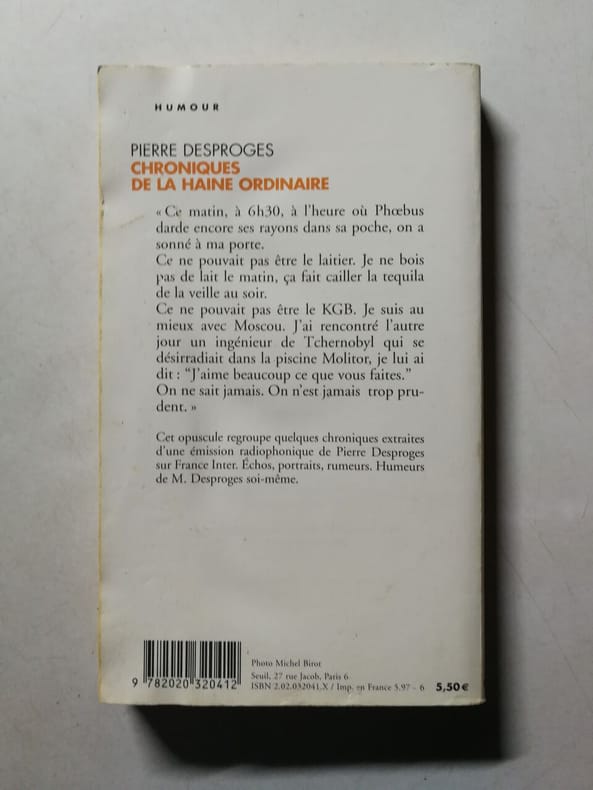 HUMOUR
PIERRE DESPROGES
CHRONIQUES
DE LA HAINE ORDINAIRE
« Ce matin, à 6h30, à l'heure où Phœbus
darde encore ses rayons dans sa poche, on a
sonné à ma porte.
Ce ne pouvait pas être le laitier. Je ne bois
pas de lait le matin, ça fait cailler la tequila
de la veille au soir.
Ce ne pouvait pas être le KGB. Je suis au
mieux avec Moscou. J'ai rencontré l'autre
jour un ingénieur de Tchernobyl qui se
désirradiait dans la piscine Molitor, je lui ai
dit : “J'aime beaucoup ce que vous faites.”
On ne sait jamais. On n'est jamais trop pru-
dent. »
Cet opuscule regroupe quelques chroniques extraites
d'une émission radiophonique de Pierre Desproges
sur France Inter. Échos, portraits, rumeurs. Humeurs
de M. Desproges soi-même.
Photo Michel Birot
Seuil, 27 rue Jacob, Paris 6
ISBN 2.02.032041.X / Imp. en France 5.97 - 6 5,50€
9 782020 320412